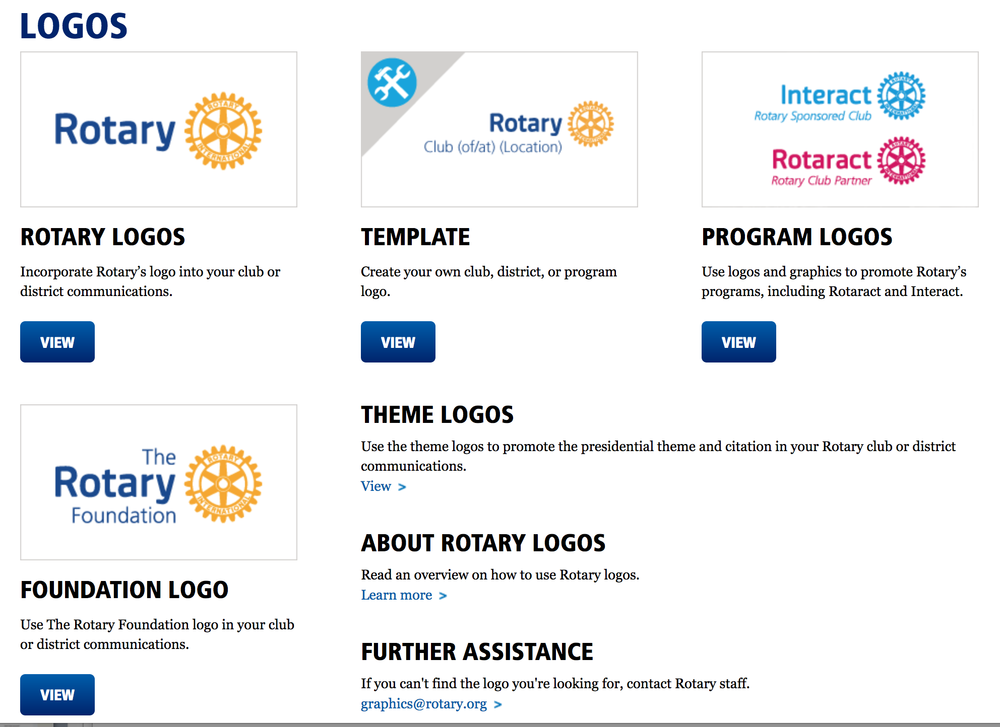 LOGOS
Rotary
ROTARY
INTERNATIONAL
ROTARY LOGOS
Incorporate Rotary’s logo into your club or
district communications.
VIEW
Rotary
Club (of/at) (Location)
ROTARY
INTERNATIONAL
TEMPLATE
Create your own club, district, or program
logo.
VIEW
Interact
Rotary Sponsored Club
ROTARY
INTERNATIONAL
Rotaract
Rotary Club Partner
ROTARY
INTERNATIONAL
PROGRAM LOGOS
Use logos and graphics to promote Rotary’s
programs, including Rotaract and Interact.
VIEW
The
Rotary
Foundation
ROTARY
INTERNATIONAL
FOUNDATION LOGO
Use The Rotary Foundation logo in your club
or district communications.
VIEW
THEME LOGOS
Use the theme logos to promote the presidential theme and citation in your Rotary club or district
communications.
View >
ABOUT ROTARY LOGOS
Read an overview on how to use Rotary logos.
Learn more >
FURTHER ASSISTANCE
If you can't find the logo you're looking for, contact Rotary staff.
graphics@rotary.org >